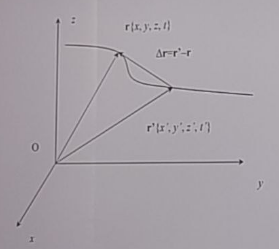 z
r{x, y, z, t}
Δr=r'-r
O
r'{x', y', z', t'}
y
x